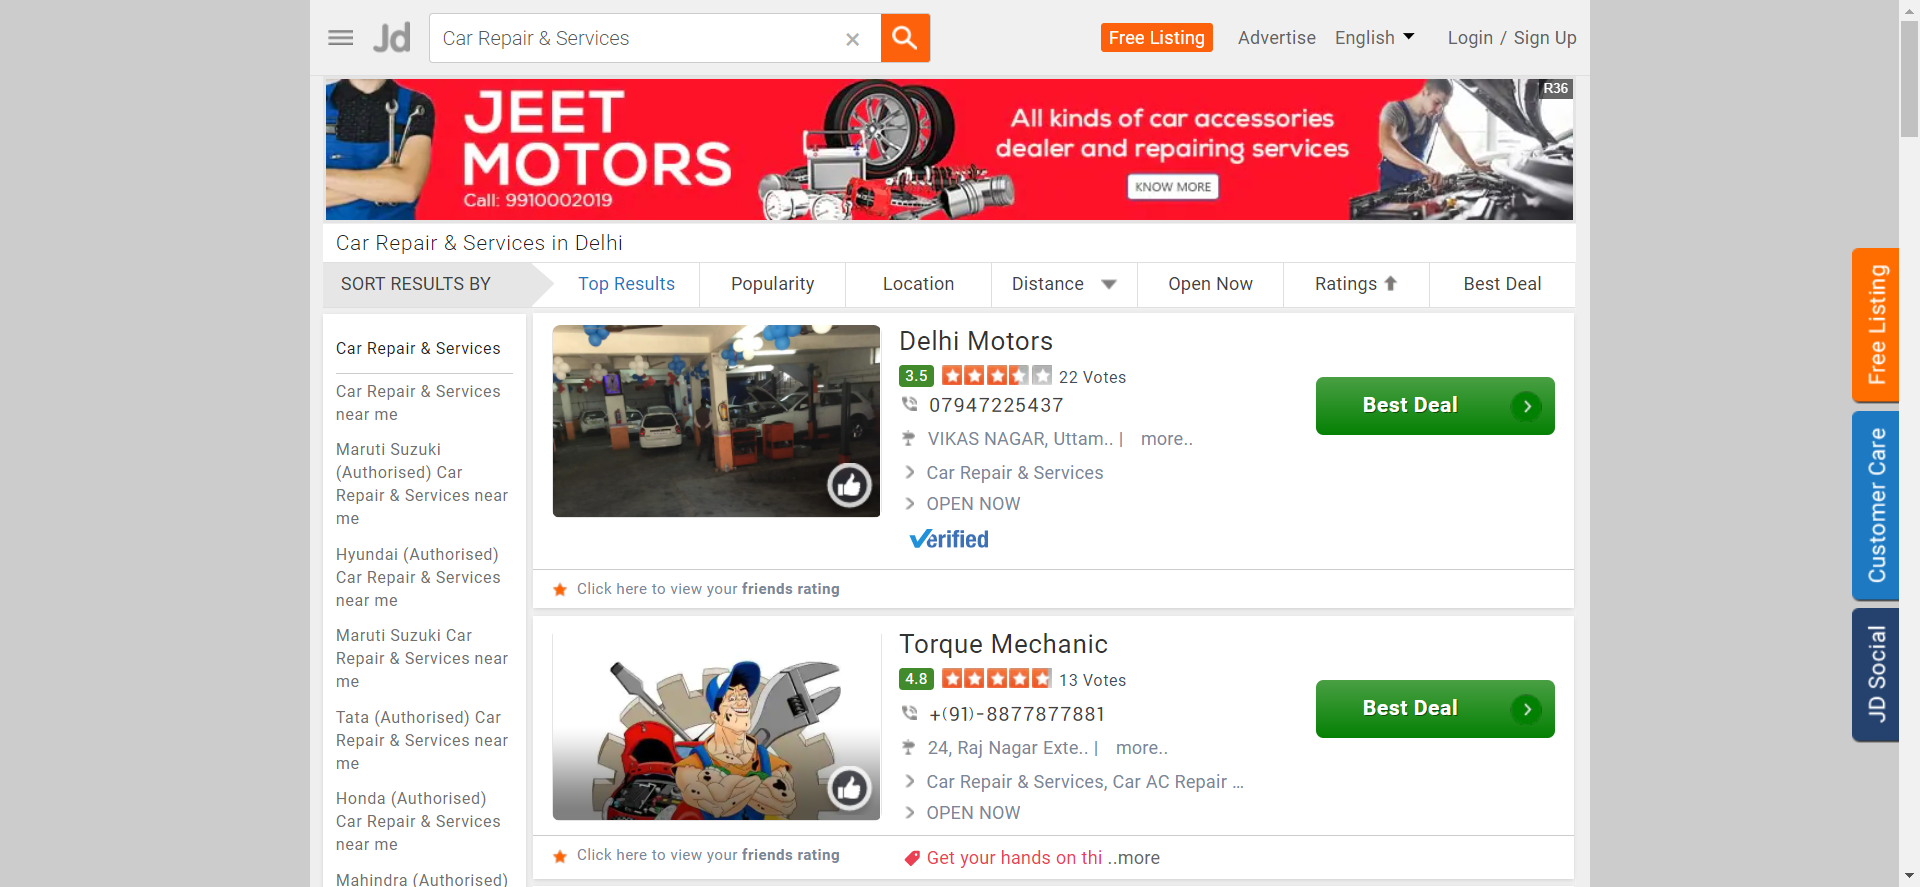 Jd
Car Repair & Services
Free Listing
Advertise
English
Login / Sign Up
R36
JEET
MOTORS
Call: 9910002019
All kinds of car accessories
dealer and repairing services
KNOW MORE
Car Repair & Services in Delhi
SORT RESULTS BY
Top Results
Popularity
Location
Distance
Open Now
Ratings
Best Deal
Car Repair & Services
Car Repair & Services
near me
Maruti Suzuki
(Authorised) Car
Repair & Services near
me
Hyundai (Authorised)
Car Repair & Services
near me
Maruti Suzuki Car
Repair & Services near
me
Tata (Authorised) Car
Repair & Services near
me
Honda (Authorised)
Car Repair & Services
near me
Mahindra (Authorised)
Delhi Motors
3.5 22 Votes
07947225437
VIKAS NAGAR, Uttam.. | more..
Car Repair & Services
OPEN NOW
Verified
Best Deal
Click here to view your friends rating
Torque Mechanic
4.8 13 Votes
+(91)-8877877881
24, Raj Nagar Exte.. | more..
Car Repair & Services, Car AC Repair ...
OPEN NOW
Best Deal
Click here to view your friends rating
Get your hands on thi ..more
Free Listing
Customer Care
JD Social